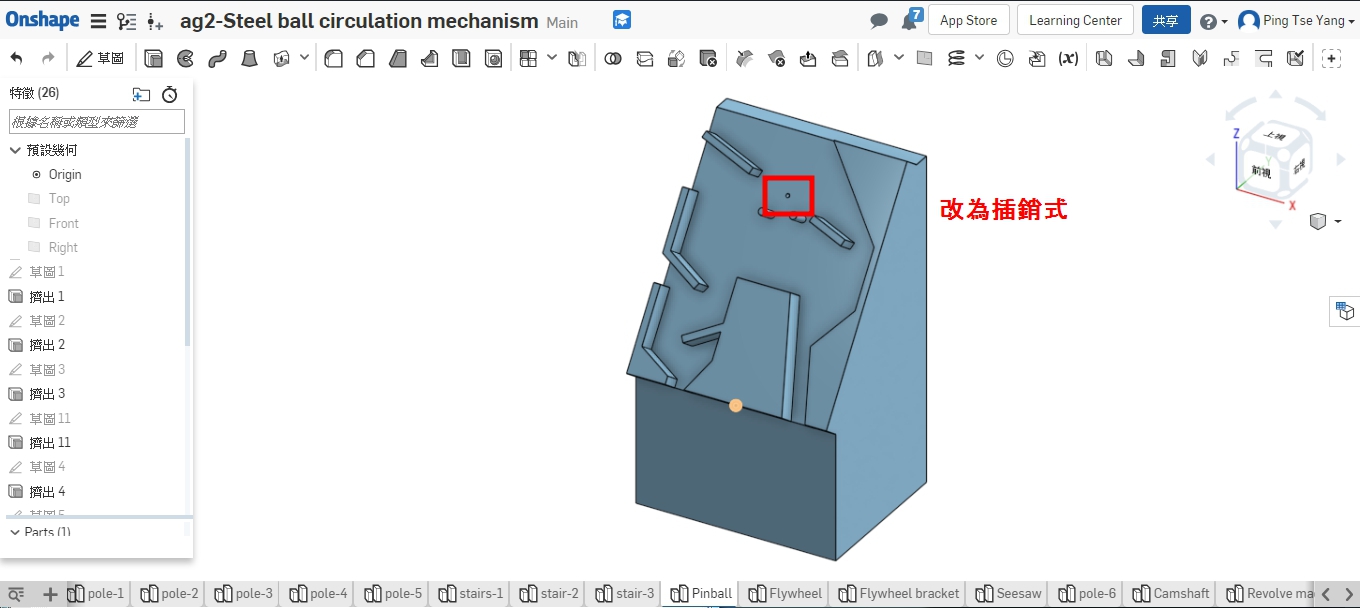 Onshape ag2-Steel ball circulation mechanism Main 7 App Store Learning Center 共享 Ping Tse Yang
草圖 (x)
特徵 (26)
根據名稱或類型來篩選
預設幾何
Origin
Top
Front
Right
草圖 1
擠出 1
草圖 2
擠出 2
草圖 3
擠出 3
草圖 11
擠出 11
草圖 4
擠出 4
草圖 5
Parts (1)
改為插銷式
Z
上視
前視
右視
X
pole-1 pole-2 pole-3 pole-4 pole-5 stairs-1 stair-2 stair-3 Pinball Flywheel Flywheel bracket Seesaw pole-6 Camshaft Revolve ma